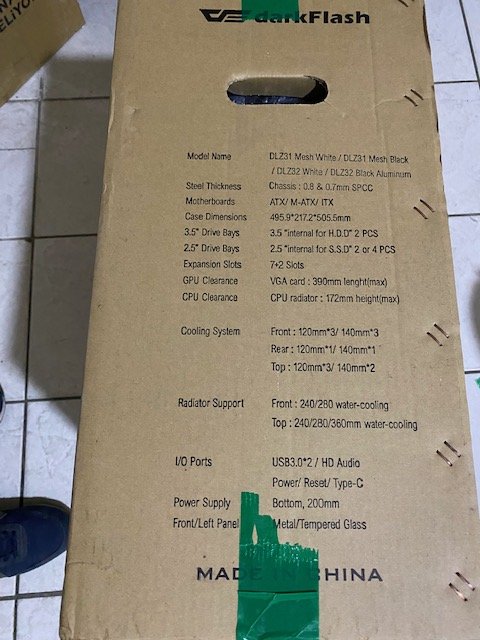 darkFlash
ELİYO
Model Name DLZ31 Mesh White / DLZ31 Mesh Black
/ DLZ32 White / DLZ32 Black Aluminum
Steel Thickness Chassis : 0.8 & 0.7mm SPCC
Motherboards ATX/ M-ATX/ ITX
Case Dimensions 495.9*217.2*505.5mm
3.5" Drive Bays 3.5 "internal for H.D.D" 2 PCS
2.5" Drive Bays 2.5 "internal for S.S.D" 2 or 4 PCS
Expansion Slots 7+2 Slots
GPU Clearance VGA card : 390mm lenght(max)
CPU Clearance CPU radiator : 172mm height(max)
Cooling System Front : 120mm*3/ 140mm*3
Rear : 120mm*1/ 140mm*1
Top : 120mm*3/ 140mm*2
Radiator Support Front : 240/280 water-cooling
Top : 240/280/360mm water-cooling
I/O Ports USB3.0*2 / HD Audio
Power/ Reset/ Type-C
Power Supply Bottom, 200mm
Front/Left Panel Metal/Tempered Glass
MADE IN CHINA